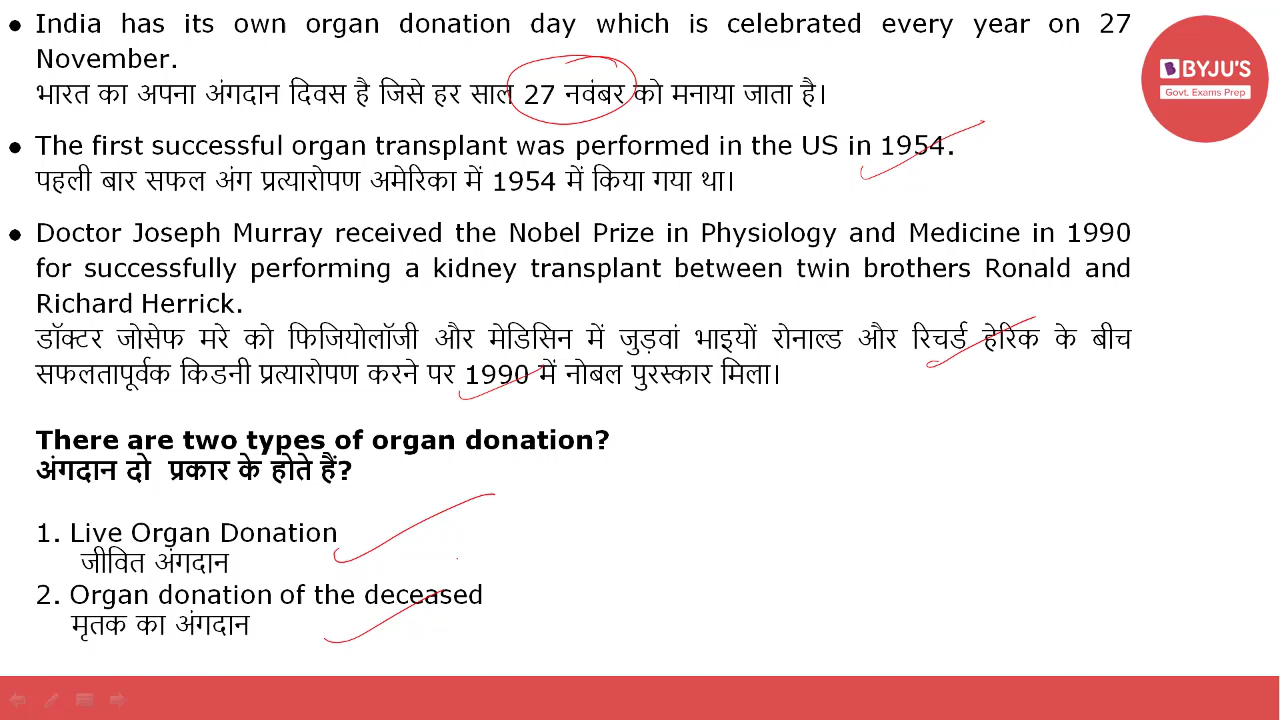 • India has its own organ donation day which is celebrated every year on 27
November.
भारत का अपना अंगदान दिवस है जिसे हर साल 27 नवंबर को मनाया जाता है।
• The first successful organ transplant was performed in the US in 1954.
पहली बार सफल अंग प्रत्यारोपण अमेरिका में 1954 में किया गया था।
• Doctor Joseph Murray received the Nobel Prize in Physiology and Medicine in 1990
for successfully performing a kidney transplant between twin brothers Ronald and
Richard Herrick.
डॉक्टर जोसेफ मरे को फिजियोलॉजी और मेडिसिन में जुड़वां भाइयों रोनाल्ड और रिचर्ड हेरिक के बीच
सफलतापूर्वक किडनी प्रत्यारोपण करने पर 1990 में नोबल पुरस्कार मिला।
There are two types of organ donation?
अंगदान दो प्रकार के होते हैं?
1. Live Organ Donation
जीवित अंगदान
2. Organ donation of the deceased
मृतक का अंगदान
BYJU'S
Govt. Exams Prep